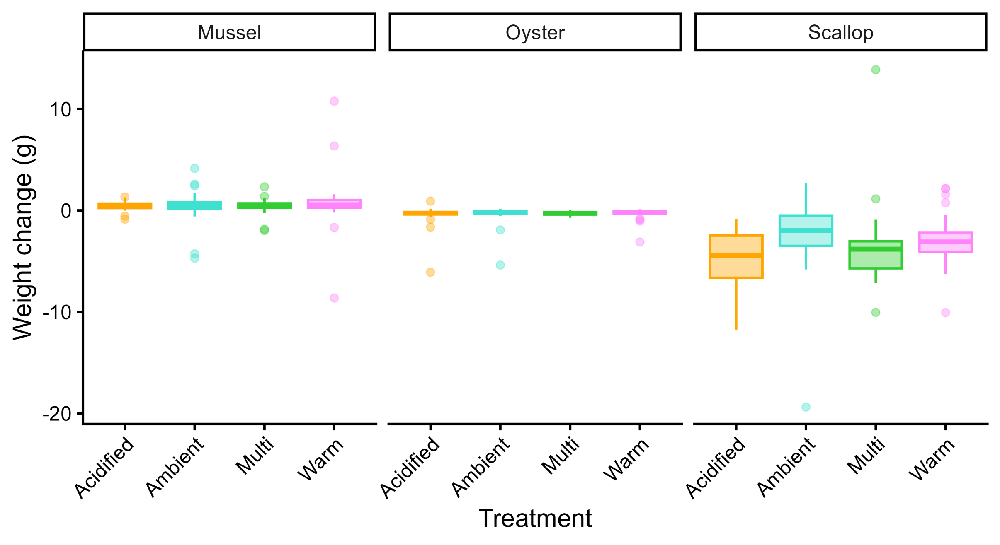 Mussel
Oyster
Scallop
Weight change (g)
10
0
-10
-20
Acidified
Ambient
Multi
Warm
Acidified
Ambient
Multi
Warm
Acidified
Ambient
Multi
Warm
Treatment